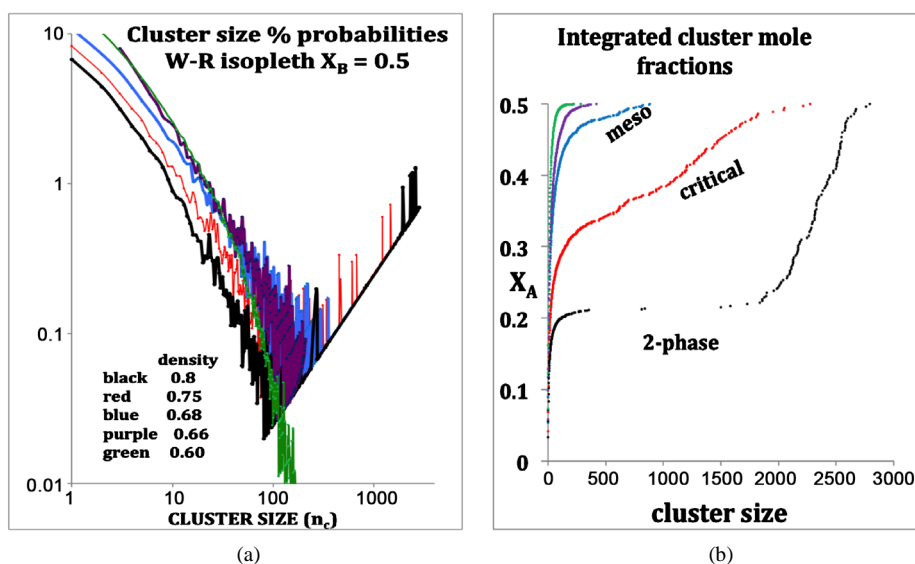 Cluster size % probabilities
W-R isopleth X_B = 0.5
10
1
0.1
0.01
density
black 0.8
red 0.75
blue 0.68
purple 0.66
green 0.60
1 10 100 1000
CLUSTER SIZE (n_c)
(a)
Integrated cluster mole
fractions
0.5
0.4
0.3
X_A
0.2
0.1
0
meso
critical
2-phase
0 500 1000 1500 2000 2500 3000
cluster size
(b)